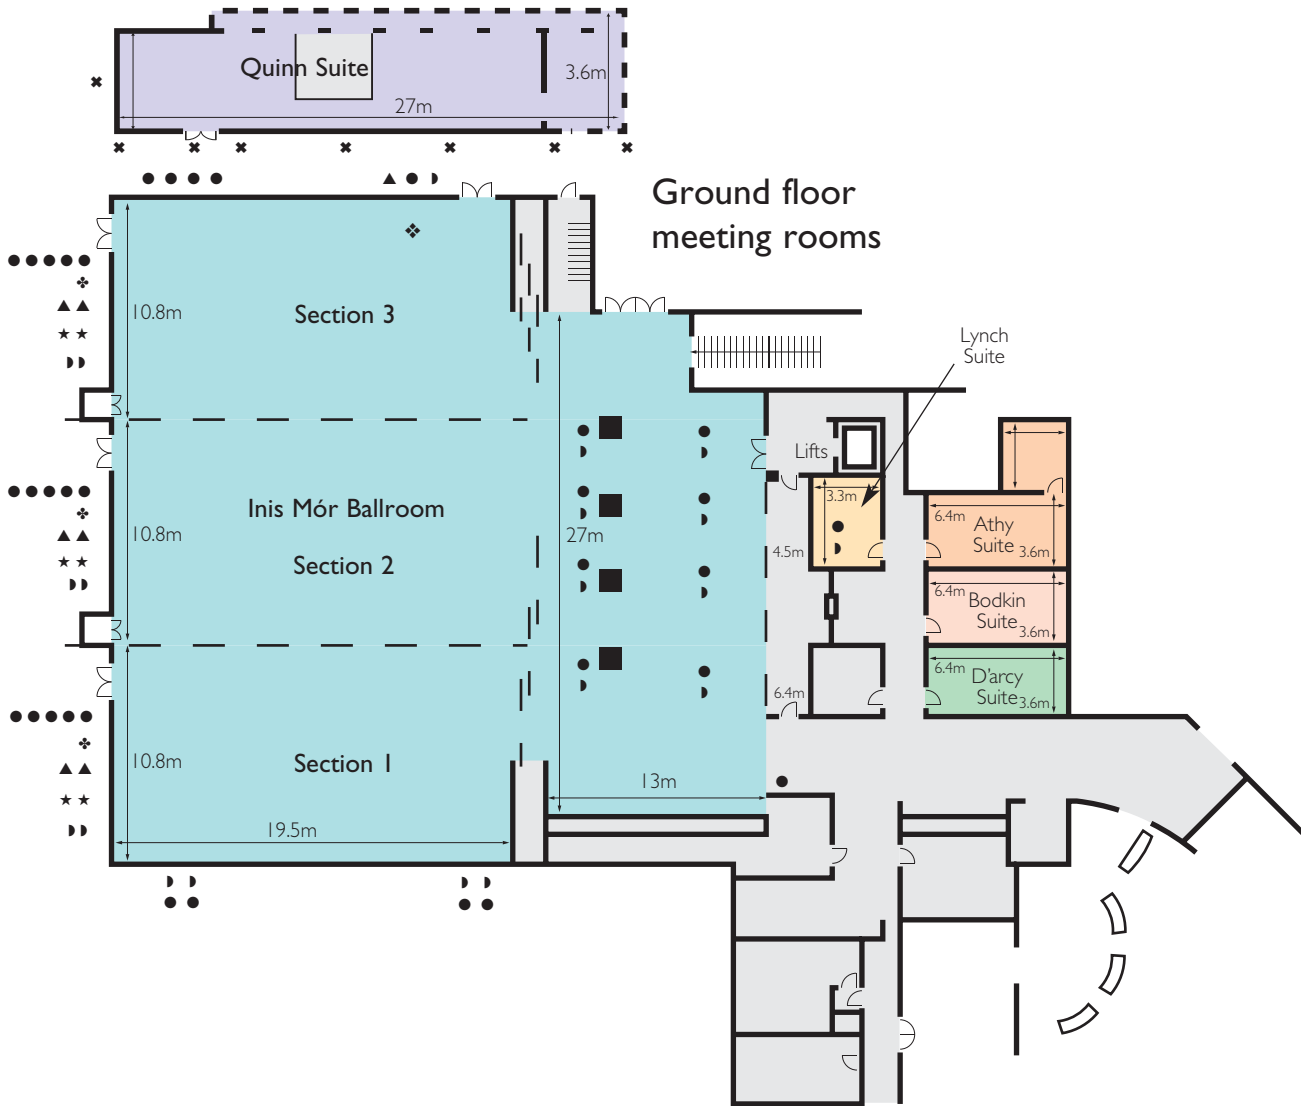 Quinn Suite
3.6m
27m
Ground floor
meeting rooms
10.8m
Section 3
Lynch
Suite
Lifts
3.3m
Inis Mór Ballroom
10.8m
27m
4.5m
6.4m
Athy
Suite
3.6m
Section 2
6.4m
Bodkin
Suite
3.6m
6.4m
D'arcy
Suite
3.6m
6.4m
10.8m
Section 1
13m
19.5m